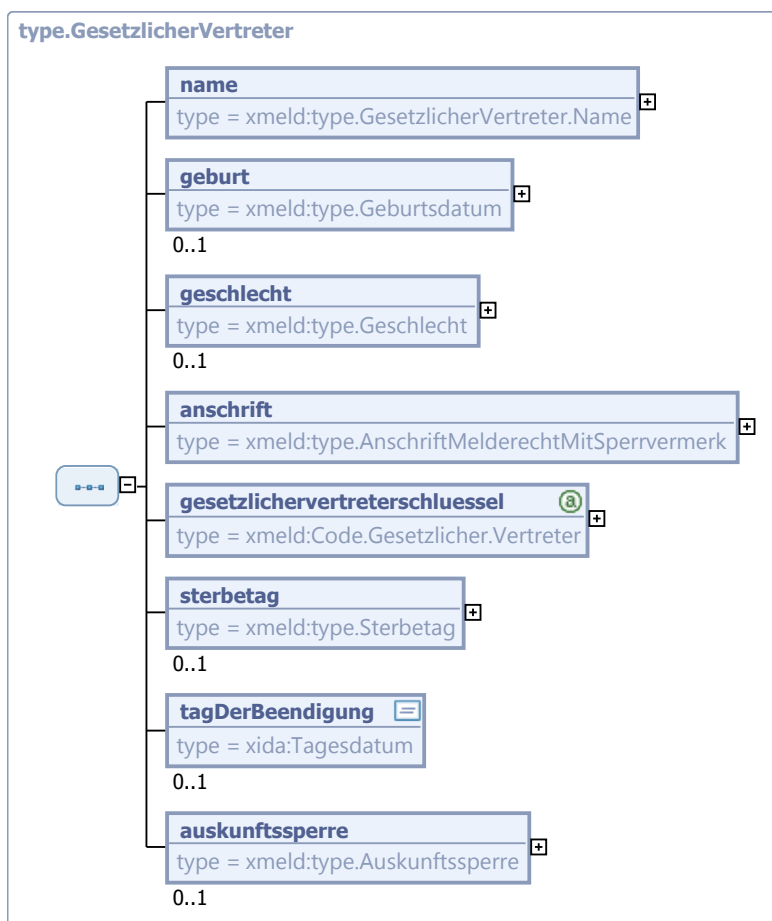 type.GesetzlicherVertreter
name
type = xmeld:type.GesetzlicherVertreter.Name
geburt
type = xmeld:type.Geburtsdatum
0..1
geschlecht
type = xmeld:type.Geschlecht
0..1
anschrift
type = xmeld:type.AnschriftMelderechtMitSperrvermerk
gesetzlichervertreterschluessel
type = xmeld:Code.Gesetzlicher.Vertreter
sterbetag
type = xmeld:type.Sterbetag
0..1
tagDerBeendigung
type = xida:Tagesdatum
0..1
auskunftssperre
type = xmeld:type.Auskunftssperre
0..1